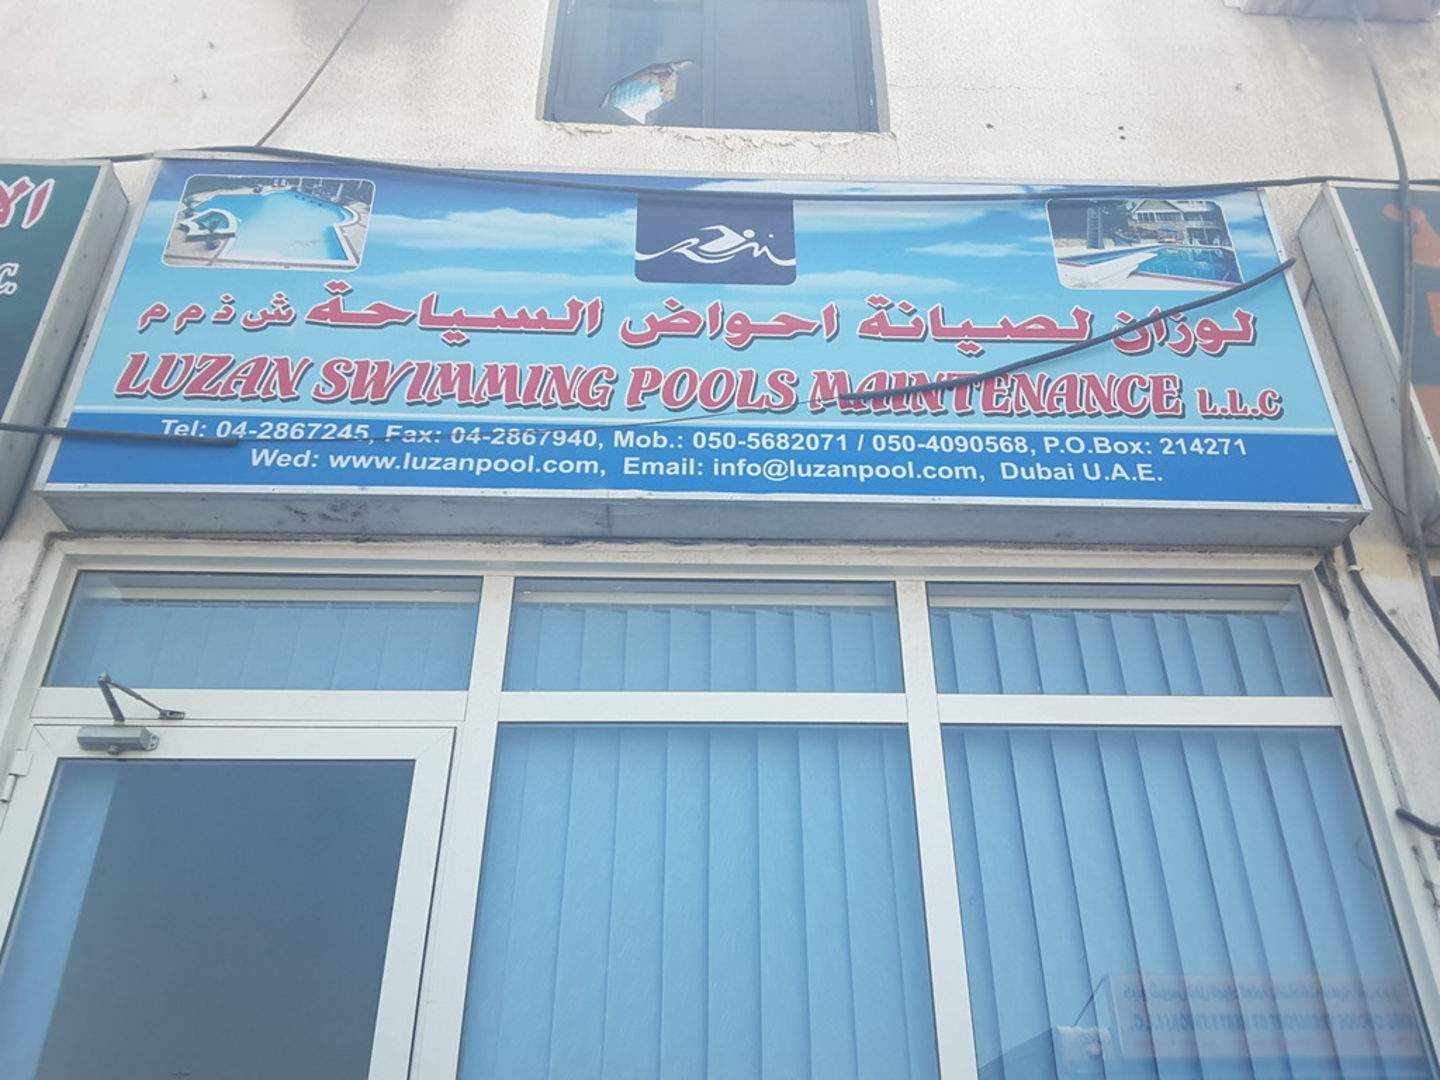 لوزان لصيانة احواض السياحة ش ذ م م
LUZAN SWIMMING POOLS MAINTENANCE L.L.C
Tel: 04-2867245, Fax: 04-2867940, Mob.: 050-5682071 / 050-4090568, P.O.Box: 214271
Wed: www.luzanpool.com, Email: info@luzanpool.com, Dubai U.A.E.